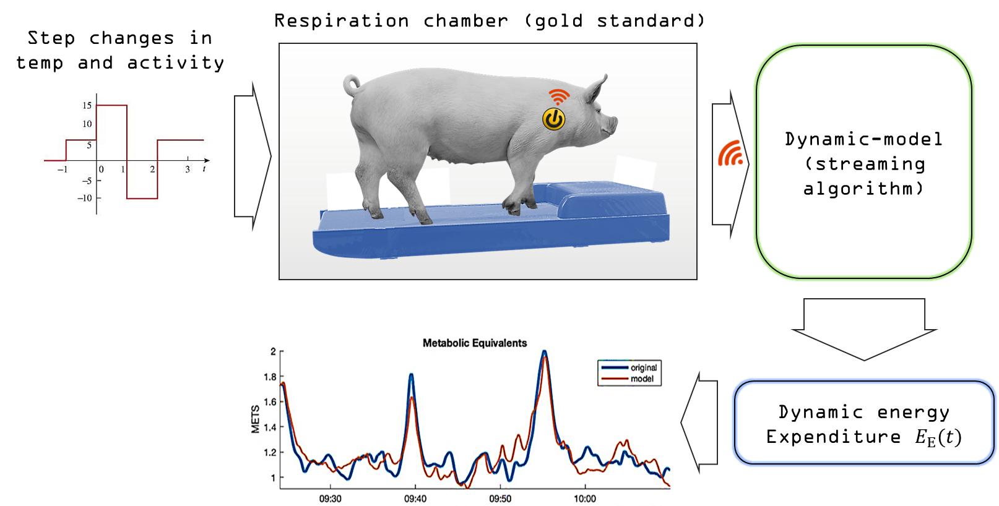 Respiration chamber (gold standard)
Step changes in
temp and activity
15
10
5
-1 0 1 2 3 t
-5
-10
Dynamic-model
(streaming
algorithm)
Metabolic Equivalents
2
1.8
1.6
1.4
1.2
1
METS
original
model
09:30 09:40 09:50 10:00
Dynamic energy
Expenditure E_E(t)